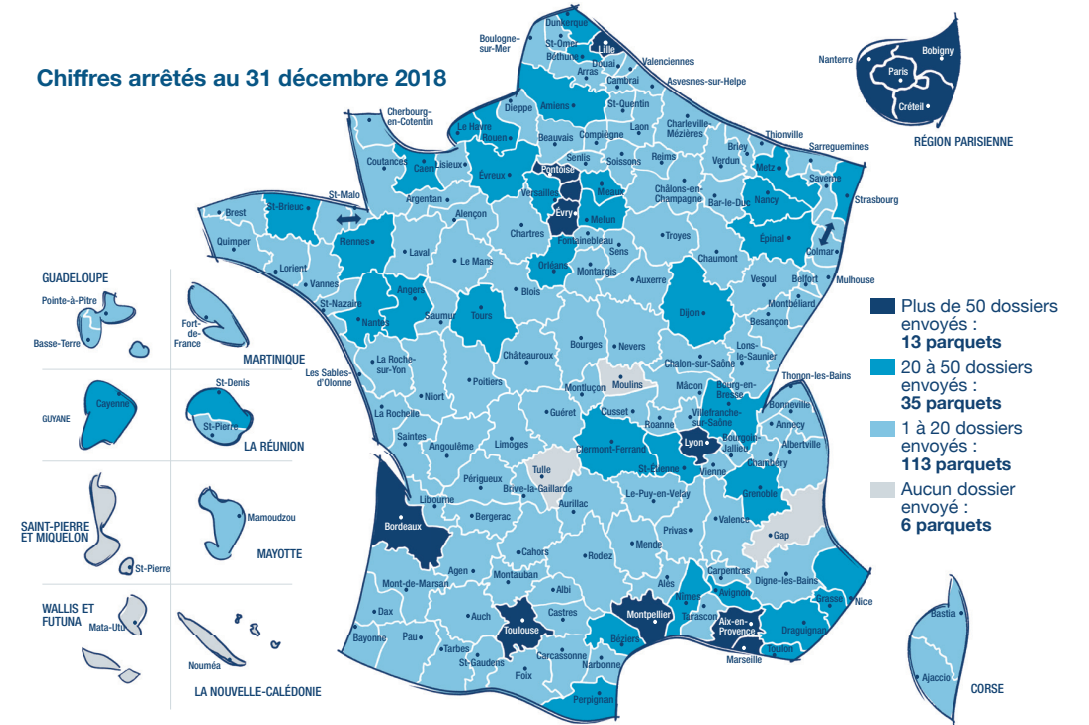 Chiffres arrêtés au 31 décembre 2018
Dunkerque
Boulogne-
sur-Mer
St-Omer
Lille
Béthune
Douai
Valenciennes
Arras
Cambrai
Asvesnes-sur-Helpe
Dieppe
Amiens
St-Quentin
Cherbourg-
en-Cotentin
Le Havre
Rouen
Beauvais
Compiègne
Laon
Charleville-
Mézières
Thionville
Coutances
Caen
Lisieux
Senlis
Soissons
Reims
Verdun
Briey
Sarreguemines
Metz
Évreux
Pontoise
Saverne
Argentan
Versailles
Meaux
Châlons-en-
Champagne
Bar-le-Duc
Nancy
Strasbourg
St-Malo
Brest
St-Brieuc
Alençon
Évry
Melun
Chartres
Quimper
Rennes
Laval
Fontainebleau
Sens
Troyes
Épinal
Colmar
Le Mans
Chaumont
Lorient
Orléans
Montargis
Vannes
Auxerre
Vesoul
Belfort
Mulhouse
Blois
Angers
St-Nazaire
Montbéliard
Nantes
Saumur
Tours
Dijon
Besançon
Bourges
Nevers
Lons-
le-Saunier
Châteauroux
Chalon-sur-Saône
La Roche-
sur-Yon
Les Sables-
d'Olonne
Poitiers
Moulins
Thonon-les-Bains
Montluçon
Mâcon
Bourg-en-
Bresse
Niort
Bonneville
La Rochelle
Guéret
Cusset
Roanne
Villefranche-
sur-Saône
Annecy
Saintes
Angoulême
Limoges
Clermont-Ferrand
Lyon
Bourgoin-
Jallieu
Albertville
Chambéry
Tulle
St-Étienne
Vienne
Périgueux
Brive-la-Gaillarde
Libourne
Le-Puy-en-Velay
Grenoble
Aurillac
Bordeaux
Bergerac
Valence
Privas
Gap
Cahors
Rodez
Mende
Agen
Montauban
Carpentras
Mont-de-Marsan
Albi
Alès
Digne-les-Bains
Nîmes
Avignon
Dax
Auch
Castres
Tarascon
Grasse
Nice
Toulouse
Montpellier
Aix-en-
Provence
Draguignan
Bayonne
Pau
Béziers
Tarbes
Toulon
St-Gaudens
Carcassonne
Marseille
Narbonne
Foix
Perpignan
Nanterre
Bobigny
Paris
Créteil
RÉGION PARISIENNE
GUADELOUPE
Pointe-à-Pitre
Basse-Terre
Fort-
de-
France
MARTINIQUE
Cayenne
GUYANE
St-Denis
St-Pierre
LA RÉUNION
SAINT-PIERRE
ET MIQUELON
St-Pierre
Mamoudzou
MAYOTTE
WALLIS ET
FUTUNA
Mata-Utu
Nouméa
LA NOUVELLE-CALÉDONIE
Plus de 50 dossiers
envoyés :
13 parquets
20 à 50 dossiers
envoyés :
35 parquets
1 à 20 dossiers
envoyés :
113 parquets
Aucun dossier
envoyé :
6 parquets
Bastia
Ajaccio
CORSE